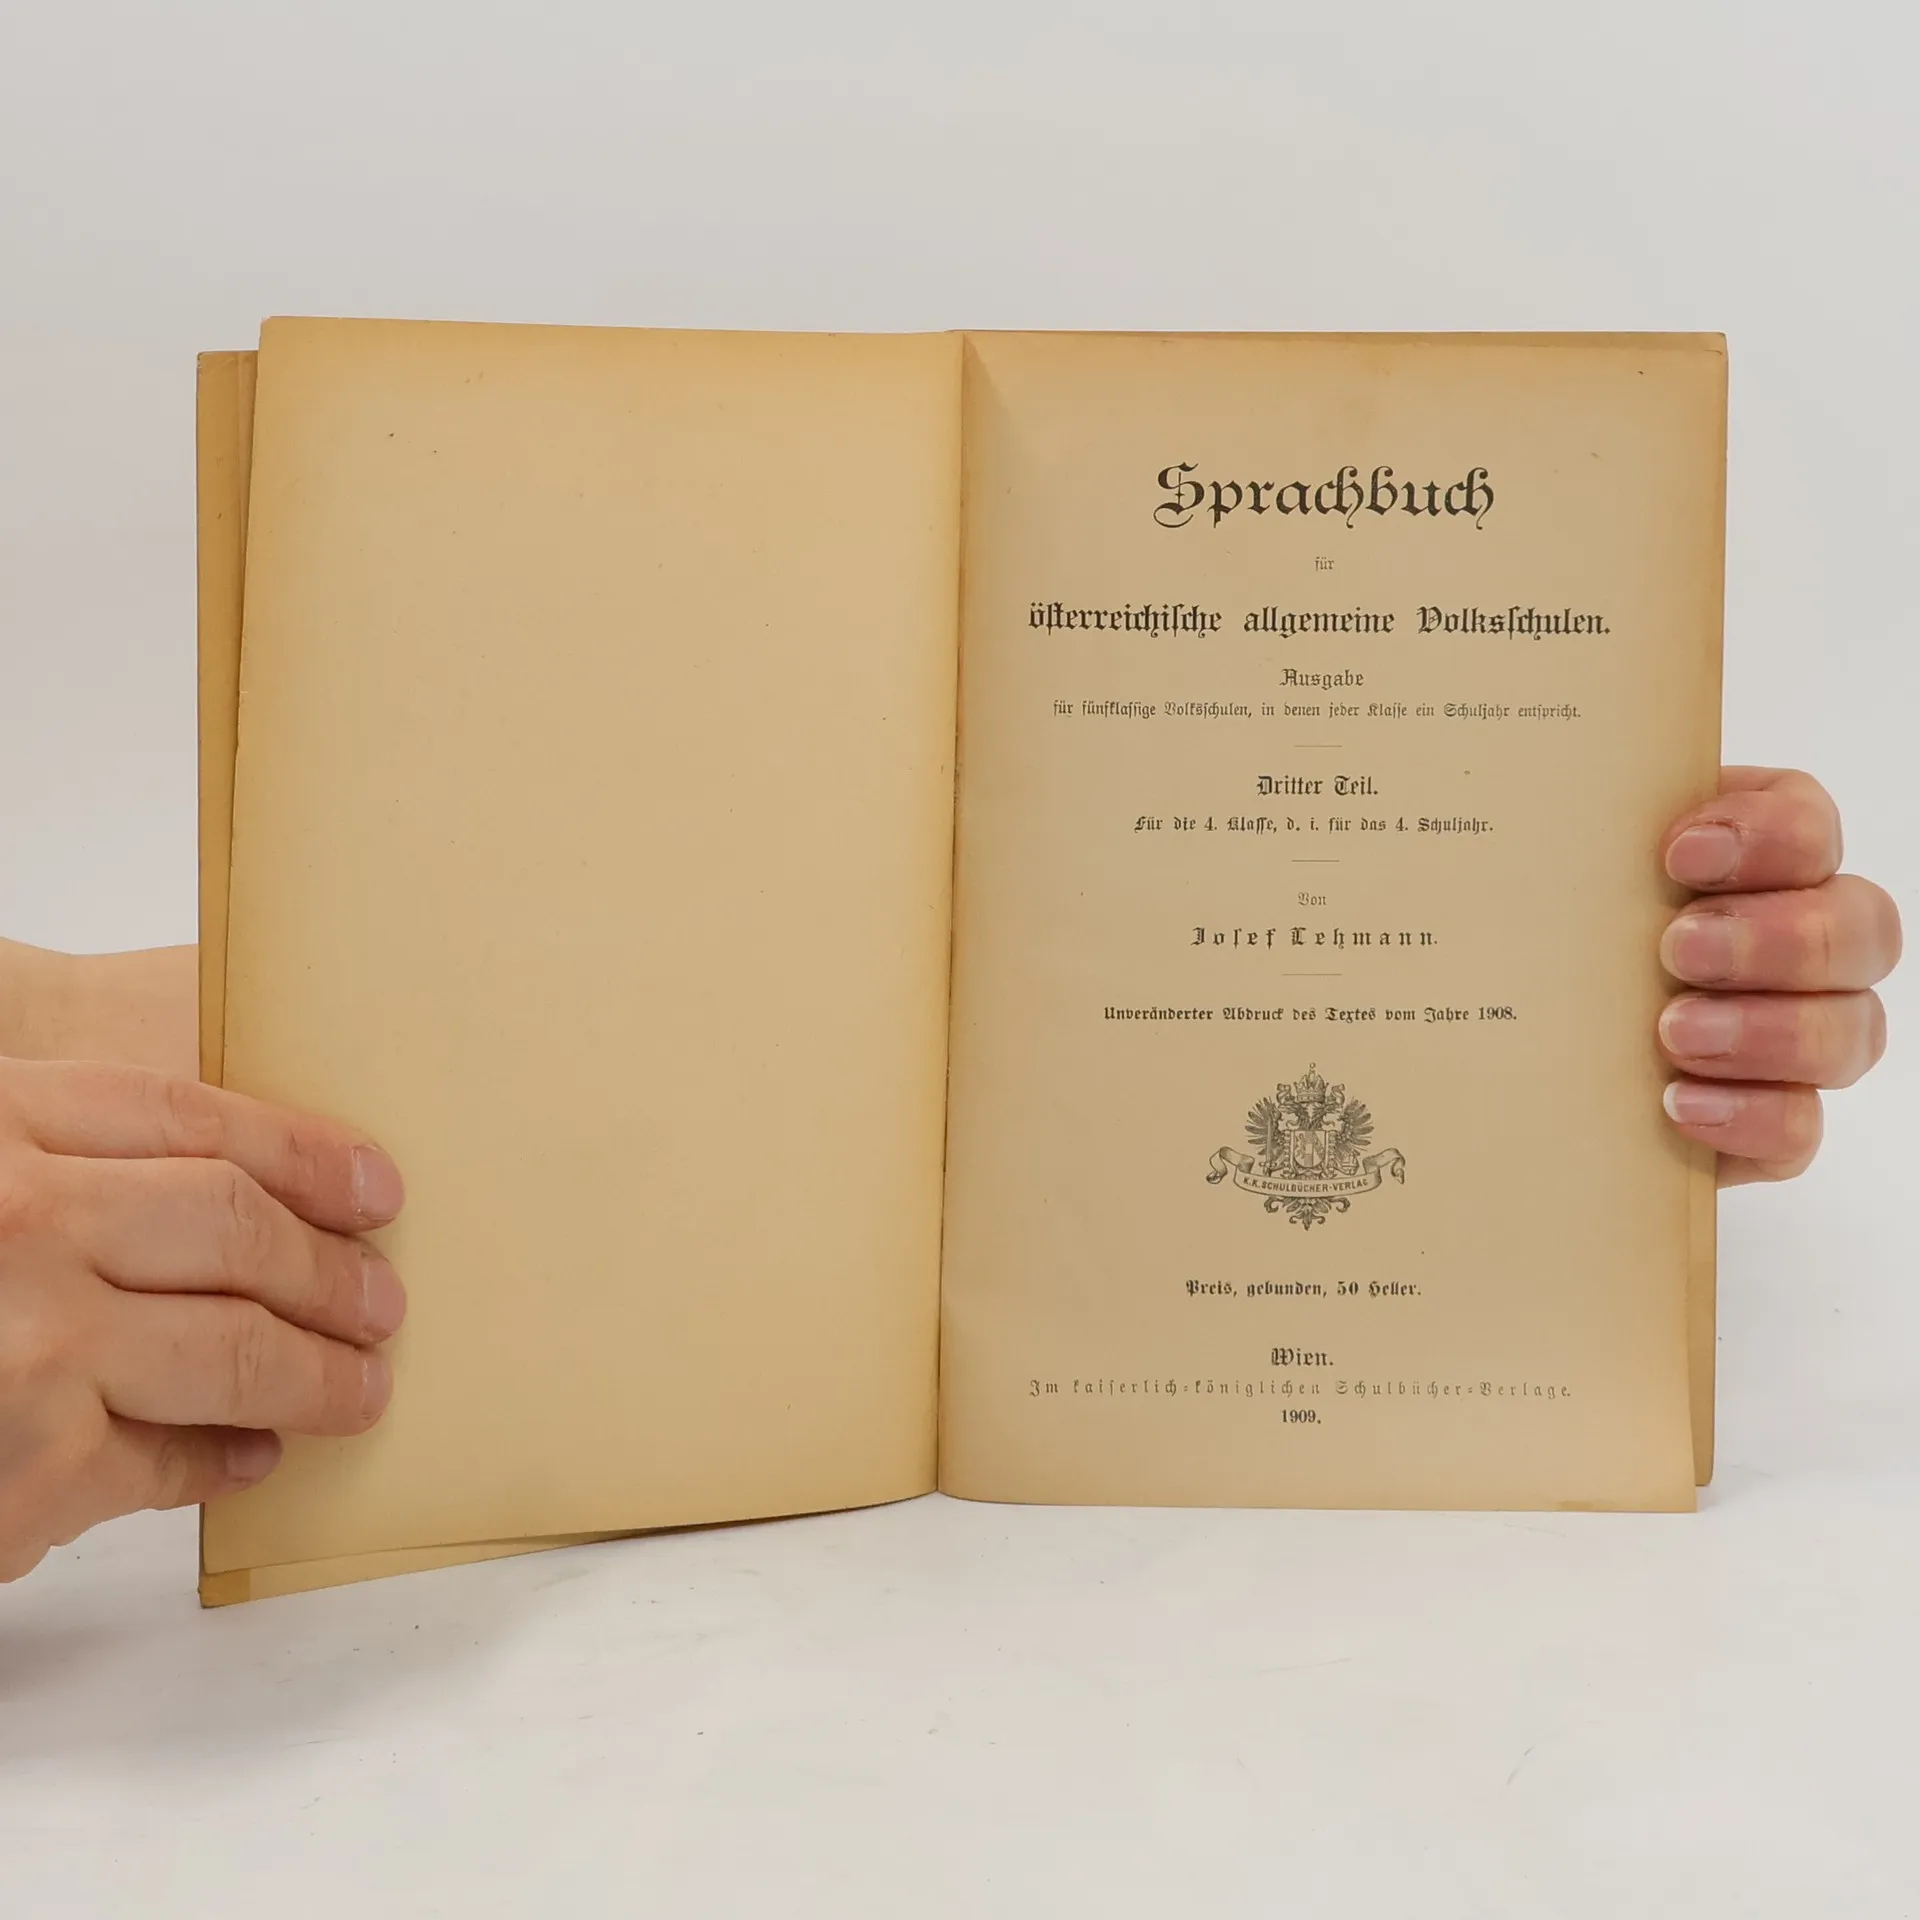 Sprachbuch
für
österreichische allgemeine Volksschulen.
Ausgabe
für fünfklassige Volksschulen, in denen jeder Klasse ein Schuljahr entspricht.
Dritter Teil.
Für die 4. Klasse, d. i. für das 4. Schuljahr.
Von
Josef Lehmann.
Unveränderter Abdruck des Textes vom Jahre 1908.
K.K. SCHULBÜCHER-VERLAG
Preis, gebunden, 50 Heller.
Wien.
Im kaiserlich-königlichen Schulbücher-Verlage.
1909.